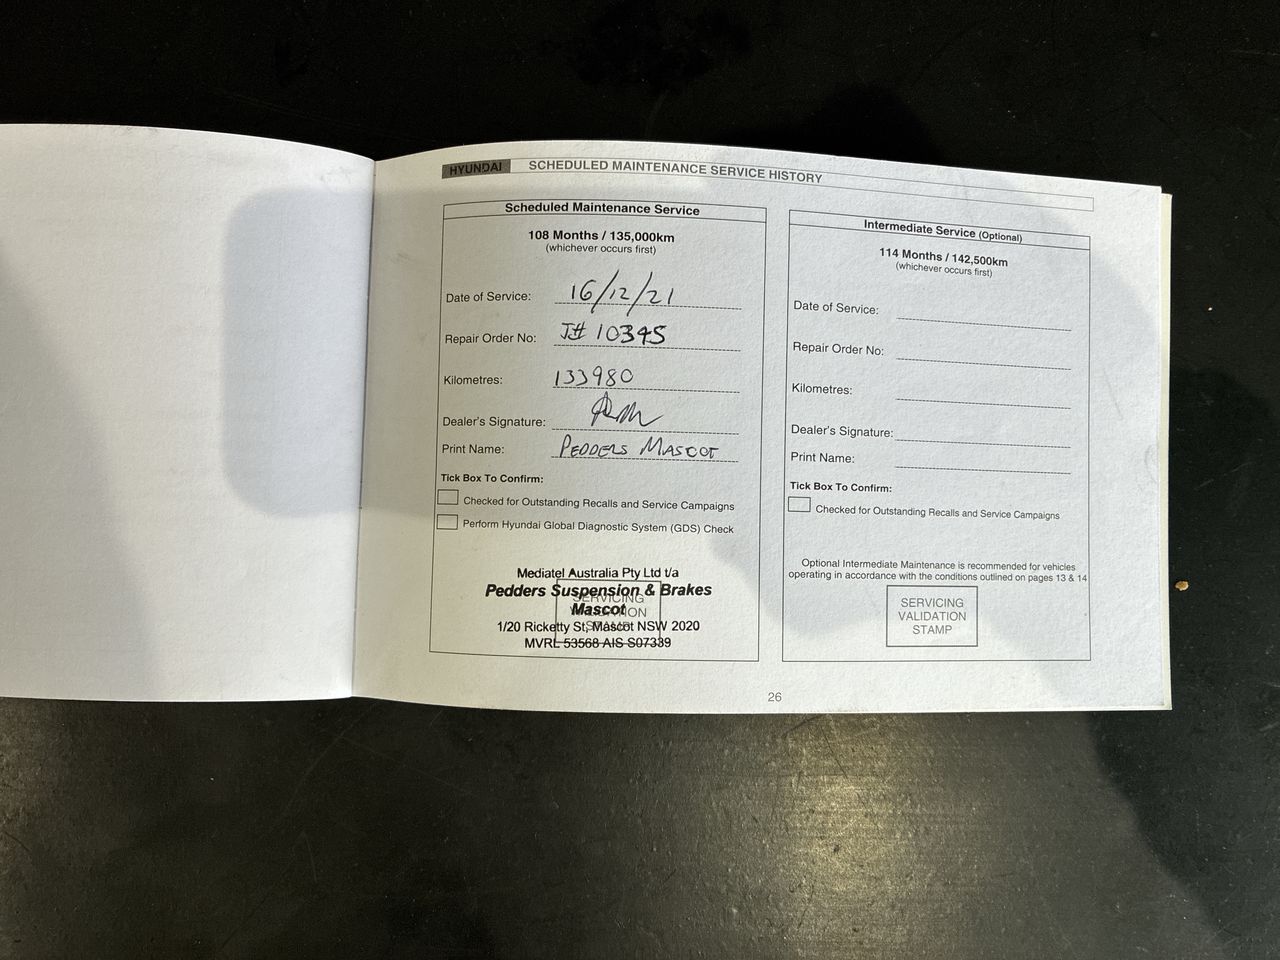 HYUNDAI SCHEDULED MAINTENANCE SERVICE HISTORY
Scheduled Maintenance Service
108 Months / 135,000km
(whichever occurs first)
Date of Service: 16/12/21
Repair Order No: J# 10345
Kilometres: 133980
Dealer's Signature:
Print Name: PEDDERS MASCOT
Tick Box To Confirm:
Checked for Outstanding Recalls and Service Campaigns
Perform Hyundai Global Diagnostic System (GDS) Check
SERVICING
VALIDATION
STAMP
Mediatel Australia Pty Ltd t/a
Pedders Suspension & Brakes
Mascot
1/20 Ricketty St, Mascot NSW 2020
MVRL 53568 AIS S07339
Intermediate Service (Optional)
114 Months / 142,500km
(whichever occurs first)
Date of Service:
Repair Order No:
Kilometres:
Dealer's Signature:
Print Name:
Tick Box To Confirm:
Checked for Outstanding Recalls and Service Campaigns
Optional Intermediate Maintenance is recommended for vehicles
operating in accordance with the conditions outlined on pages 13 & 14
SERVICING
VALIDATION
STAMP
26